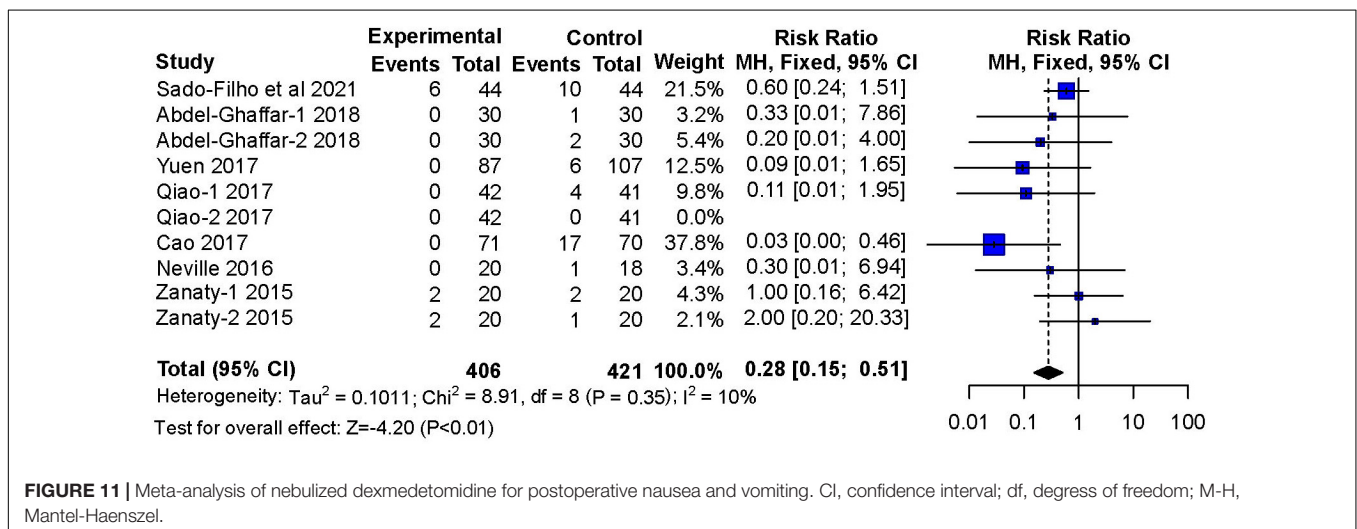 Experimental Control Risk Ratio Risk Ratio
Study Events Total Events Total Weight MH, Fixed, 95% CI MH, Fixed, 95% CI
Sado-Filho et al 2021 6 44 10 44 21.5% 0.60 [0.24; 1.51]
Abdel-Ghaffar-1 2018 0 30 1 30 3.2% 0.33 [0.01; 7.86]
Abdel-Ghaffar-2 2018 0 30 2 30 5.4% 0.20 [0.01; 4.00]
Yuen 2017 0 87 6 107 12.5% 0.09 [0.01; 1.65]
Qiao-1 2017 0 42 4 41 9.8% 0.11 [0.01; 1.95]
Qiao-2 2017 0 42 0 41 0.0%
Cao 2017 0 71 17 70 37.8% 0.03 [0.00; 0.46]
Neville 2016 0 20 1 18 3.4% 0.30 [0.01; 6.94]
Zanaty-1 2015 2 20 2 20 4.3% 1.00 [0.16; 6.42]
Zanaty-2 2015 2 20 1 20 2.1% 2.00 [0.20; 20.33]
Total (95% CI) 406 421 100.0% 0.28 [0.15; 0.51]
Heterogeneity: Tau² = 0.1011; Chi² = 8.91, df = 8 (P = 0.35); I² = 10%
Test for overall effect: Z=-4.20 (P<0.01)
0.01 0.1 1 10 100
FIGURE 11 | Meta-analysis of nebulized dexmedetomidine for postoperative nausea and vomiting. CI, confidence interval; df, degress of freedom; M-H,
Mantel-Haenszel.